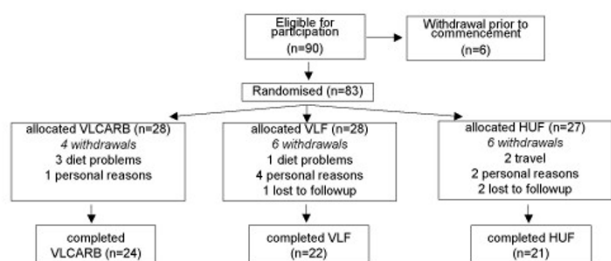 Eligible for
participation
(n=90)
Withdrawal prior to
commencement
(n=6)
Randomised (n=83)
allocated VLCARB (n=28)
4 withdrawals
3 diet problems
1 personal reasons
allocated VLF (n=28)
6 withdrawals
1 diet problems
4 personal reasons
1 lost to followup
allocated HUF (n=27)
6 withdrawals
2 travel
2 personal reasons
2 lost to followup
completed
VLCARB (n=24)
completed VLF
(n=22)
completed HUF
(n=21)